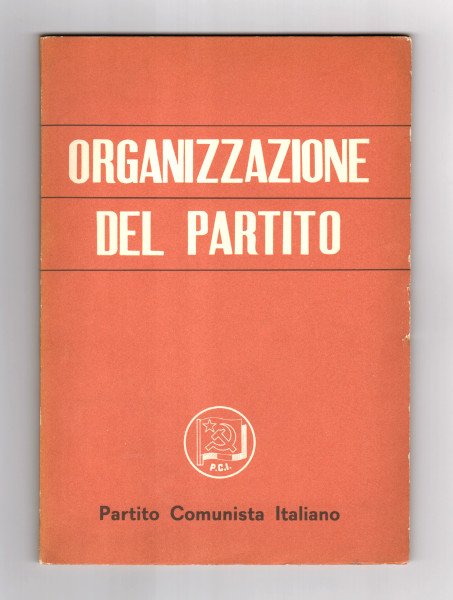 ORGANIZZAZIONE
DEL PARTITO
P.C.I.
Partito Comunista Italiano